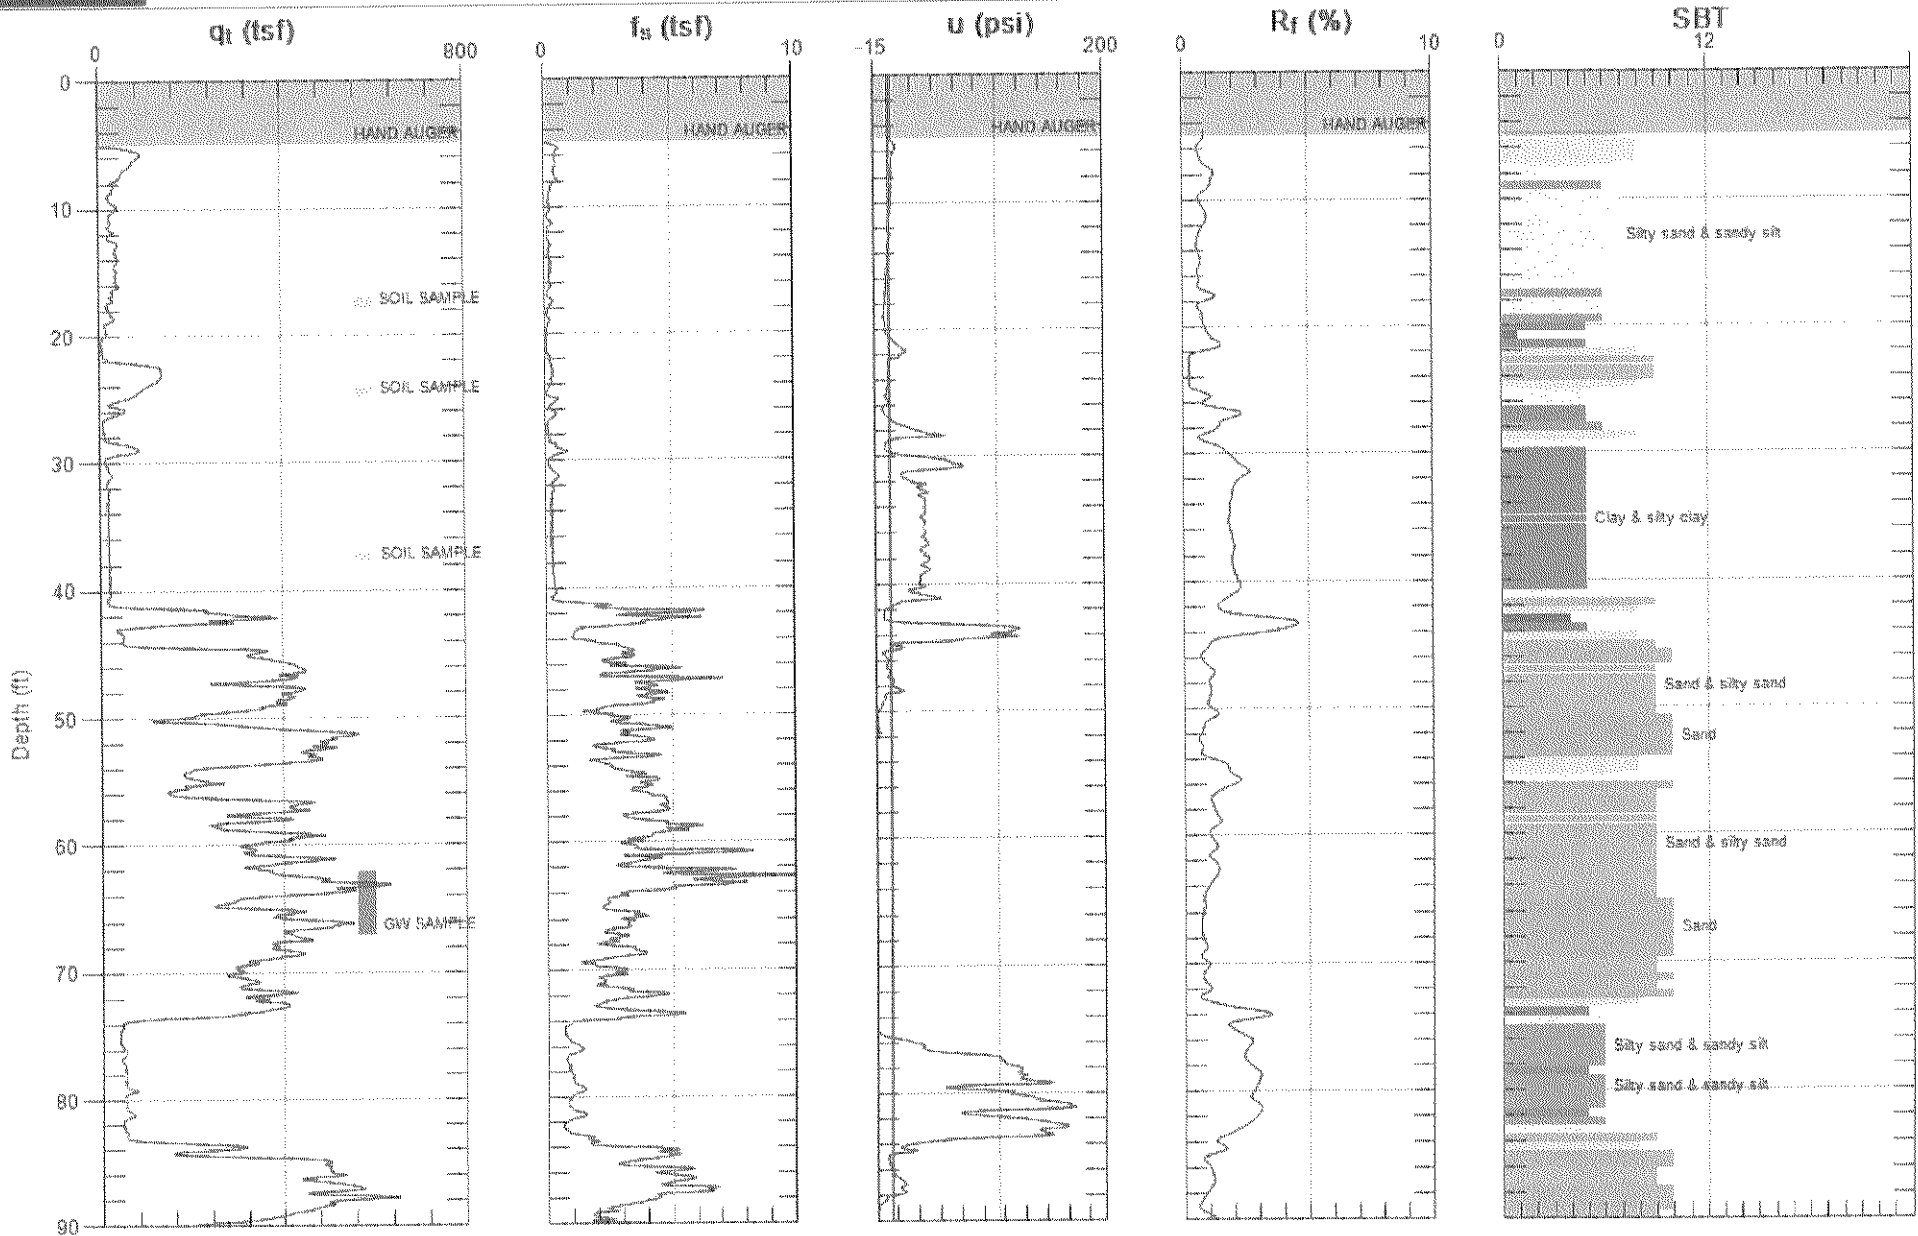 qt (tsf)
fs (tsf)
u (psi)
Rf (%)
SBT
0 800
0 10
-15 200
0 10
0 12
0
HAND AUGER
HAND AUGER
HAND AUGER
HAND AUGER
10
Silty sand & sandy silt
SOIL SAMPLE
20
SOIL SAMPLE
30
Clay & silty clay
SOIL SAMPLE
40
Depth (ft)
Sand & silty sand
50
Sand
60
Sand & silty sand
GW SAMPLE
Sand
70
Silty sand & sandy silt
80
Silty sand & sandy silt
90